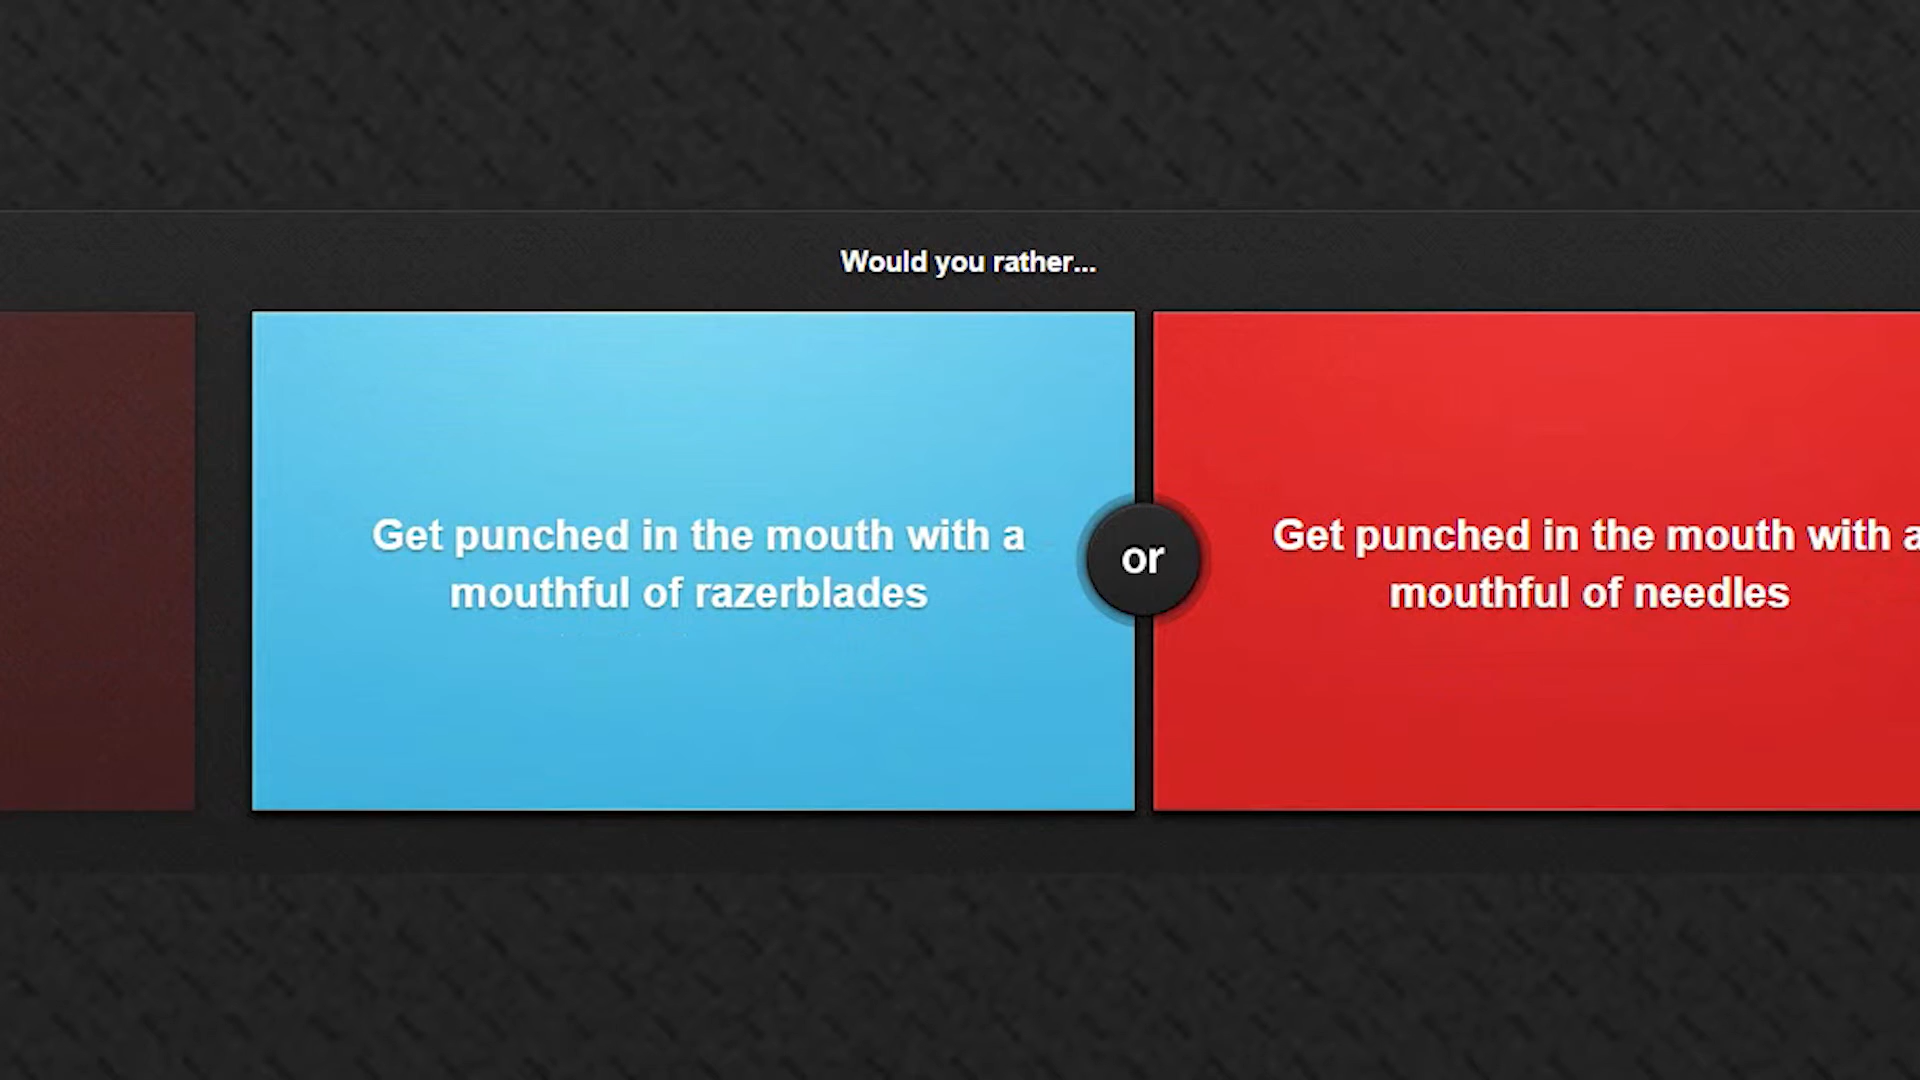 Would you rather...
Get punched in the mouth with a
mouthful of razerblades
or
Get punched in the mouth with a
mouthful of needles